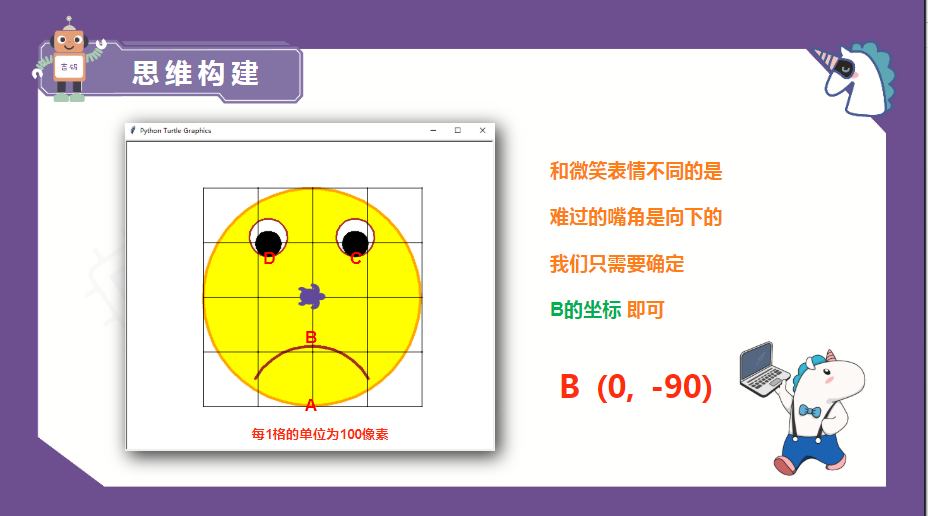 思维构建
Python Turtle Graphics
D
C
B
A
每1格的单位为100像素
和微笑表情不同的是
难过的嘴角是向下的
我们只需要确定
B的坐标 即可
B (0, -90)